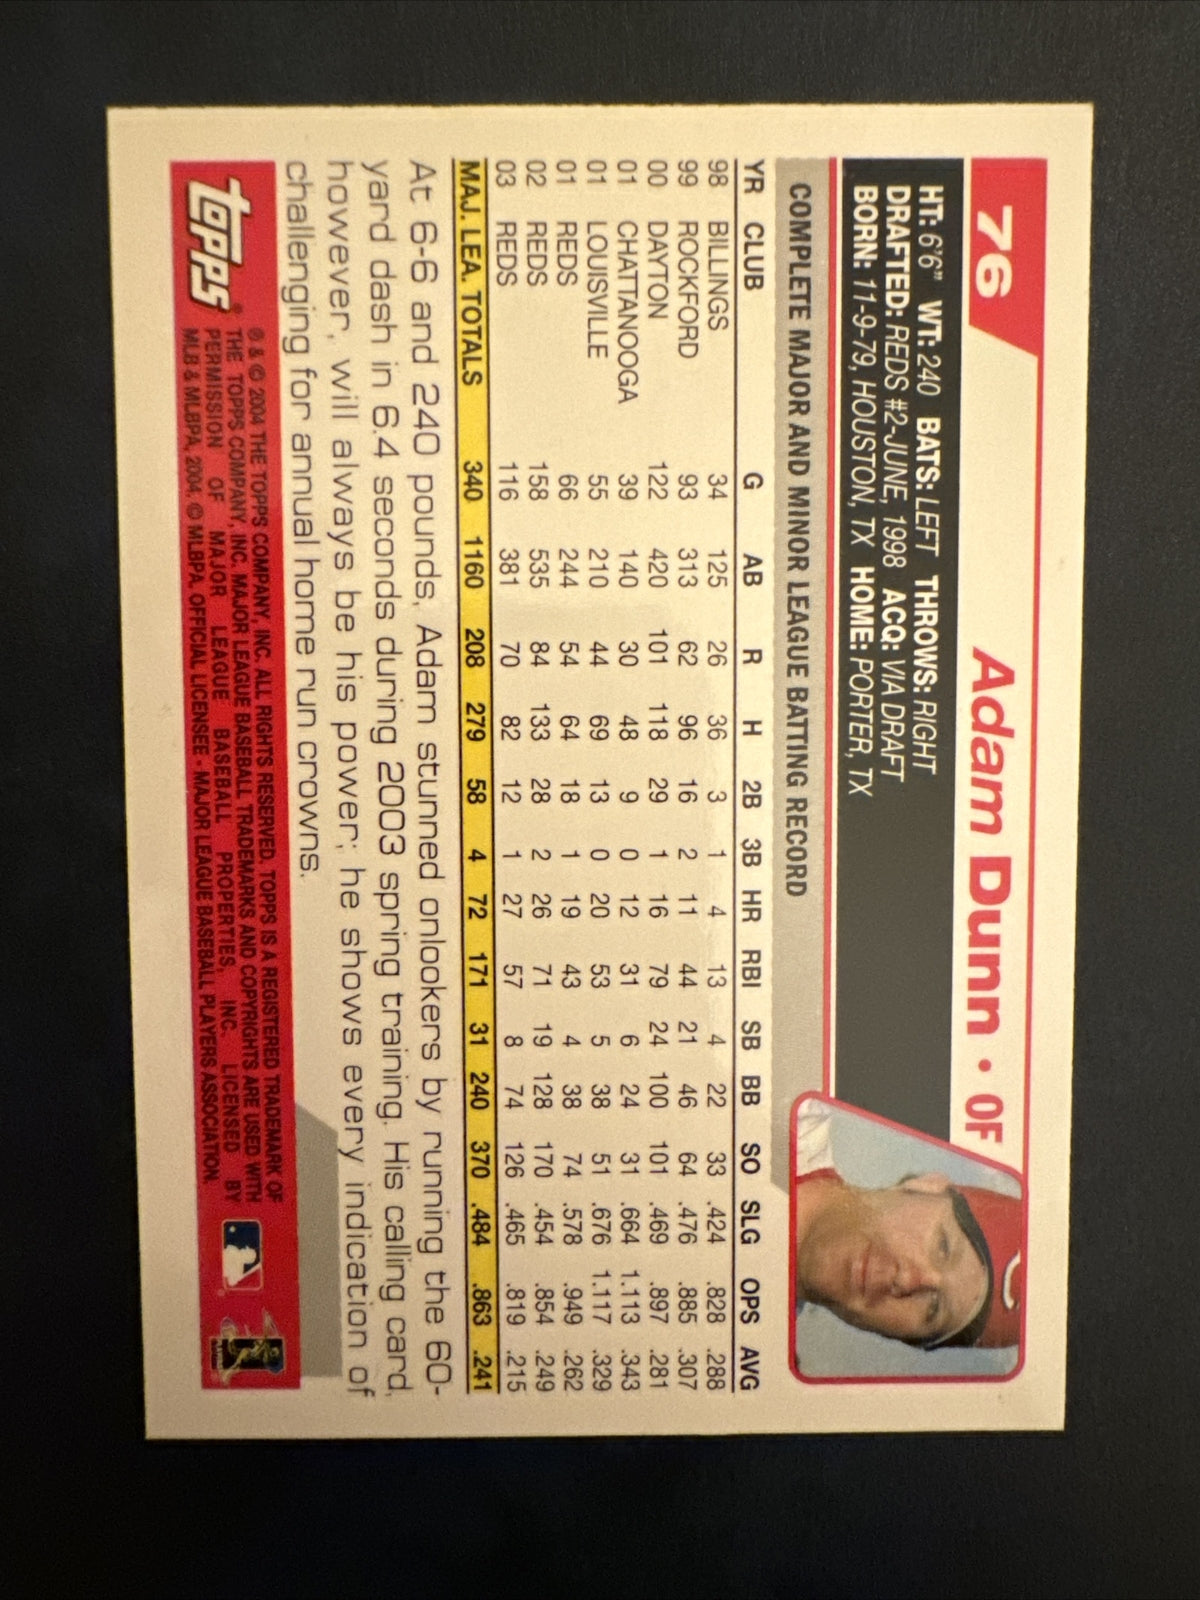 76
Adam Dunn • OF
HT: 6'6" WT: 240 BATS: LEFT THROWS: RIGHT
DRAFTED: REDS #2-JUNE, 1998 ACQ: VIA DRAFT
BORN: 11-9-79, HOUSTON, TX HOME: PORTER, TX
COMPLETE MAJOR AND MINOR LEAGUE BATTING RECORD
YR CLUB G AB R H 2B 3B HR RBI SB BB SO SLG OPS AVG
98 BILLINGS 34 125 26 36 3 1 4 13 4 22 33 .424 .828 .288
99 ROCKFORD 93 313 62 96 16 2 11 44 21 46 64 .476 .885 .307
00 DAYTON 122 420 101 118 29 1 16 79 24 100 101 .469 .897 .281
01 CHATTANOOGA 39 140 30 48 9 0 12 31 6 24 31 .664 1.113 .343
01 LOUISVILLE 55 210 44 69 13 0 20 53 5 38 51 .676 1.117 .329
01 REDS 66 244 54 64 18 1 19 43 4 38 74 .578 .949 .262
02 REDS 158 535 84 133 28 2 26 71 19 128 170 .454 .854 .249
03 REDS 116 381 70 82 12 1 27 57 8 74 126 .465 .819 .215
MAJ. LEA. TOTALS 340 1160 208 279 58 4 72 171 31 240 370 .484 .863 .241
At 6-6 and 240 pounds, Adam stunned onlookers by running the 60-
yard dash in 6.4 seconds during 2003 spring training. His calling card,
however, will always be his power; he shows every indication of
challenging for annual home run crowns.
topps®
® & © 2004 THE TOPPS COMPANY, INC. ALL RIGHTS RESERVED. TOPPS IS A REGISTERED TRADEMARK OF
THE TOPPS COMPANY, INC. MAJOR LEAGUE BASEBALL TRADEMARKS AND COPYRIGHTS ARE USED WITH
PERMISSION OF MAJOR LEAGUE BASEBALL PROPERTIES, INC. LICENSED BY
MLB & MLBPA, 2004. © MLBPA, OFFICIAL LICENSEE - MAJOR LEAGUE BASEBALL PLAYERS ASSOCIATION.